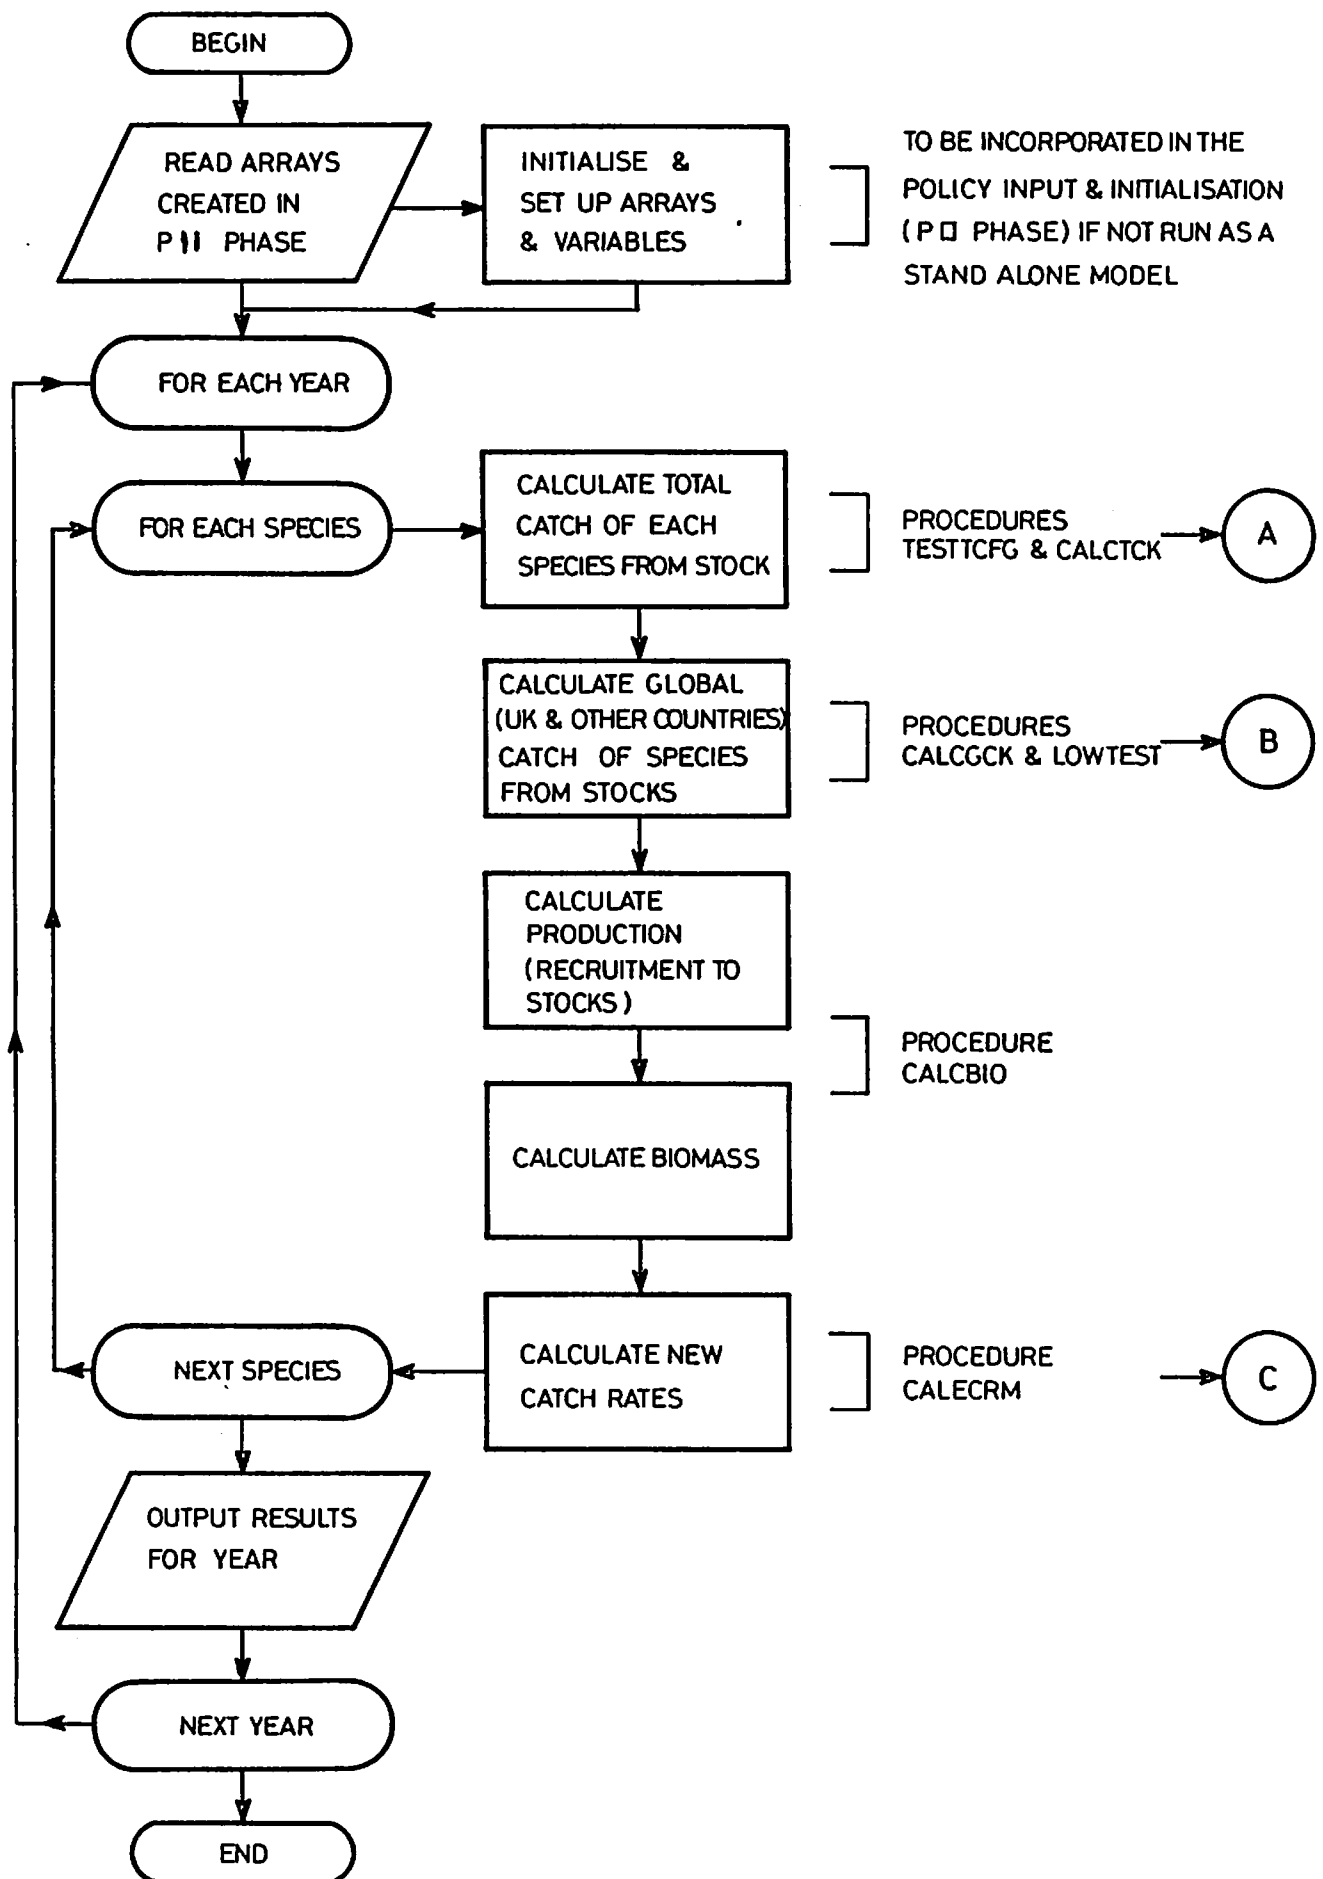 BEGIN
READ ARRAYS
CREATED IN
PHASE
INITIALISE &
SET UP ARRAYS
& VARIABLES
TO BE INCORPORATED IN THE
POLICY INPUT & INITIALISATION
(P□ PHASE) IF NOT RUN AS A
STAND ALONE MODEL
FOR EACH YEAR
FOR EACH SPECIES
CALCULATE TOTAL
CATCH OF EACH
SPECIES FROM STOCK
PROCEDURES
TESTTCFG & CALCTCK
A
CALCULATE GLOBAL
(UK & OTHER COUNTRIES)
CATCH OF SPECIES
FROM STOCKS
PROCEDURES
CALCGCK & LOWTEST
B
CALCULATE
PRODUCTION
(RECRUITMENT TO
STOCKS)
PROCEDURE
CALCBIO
CALCULATE BIOMASS
NEXT SPECIES
CALCULATE NEW
CATCH RATES
PROCEDURE
CALECRM
C
OUTPUT RESULTS
FOR YEAR
NEXT YEAR
END